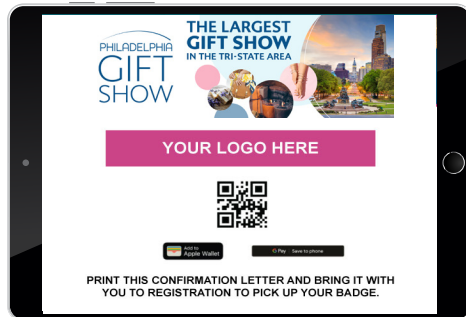 PHILADELPHIA
GIFT
SHOW
THE LARGEST
GIFT SHOW
IN THE TRI-STATE AREA
YOUR LOGO HERE
Add to
Apple Wallet
G Pay | Save to phone
PRINT THIS CONFIRMATION LETTER AND BRING IT WITH
YOU TO REGISTRATION TO PICK UP YOUR BADGE.